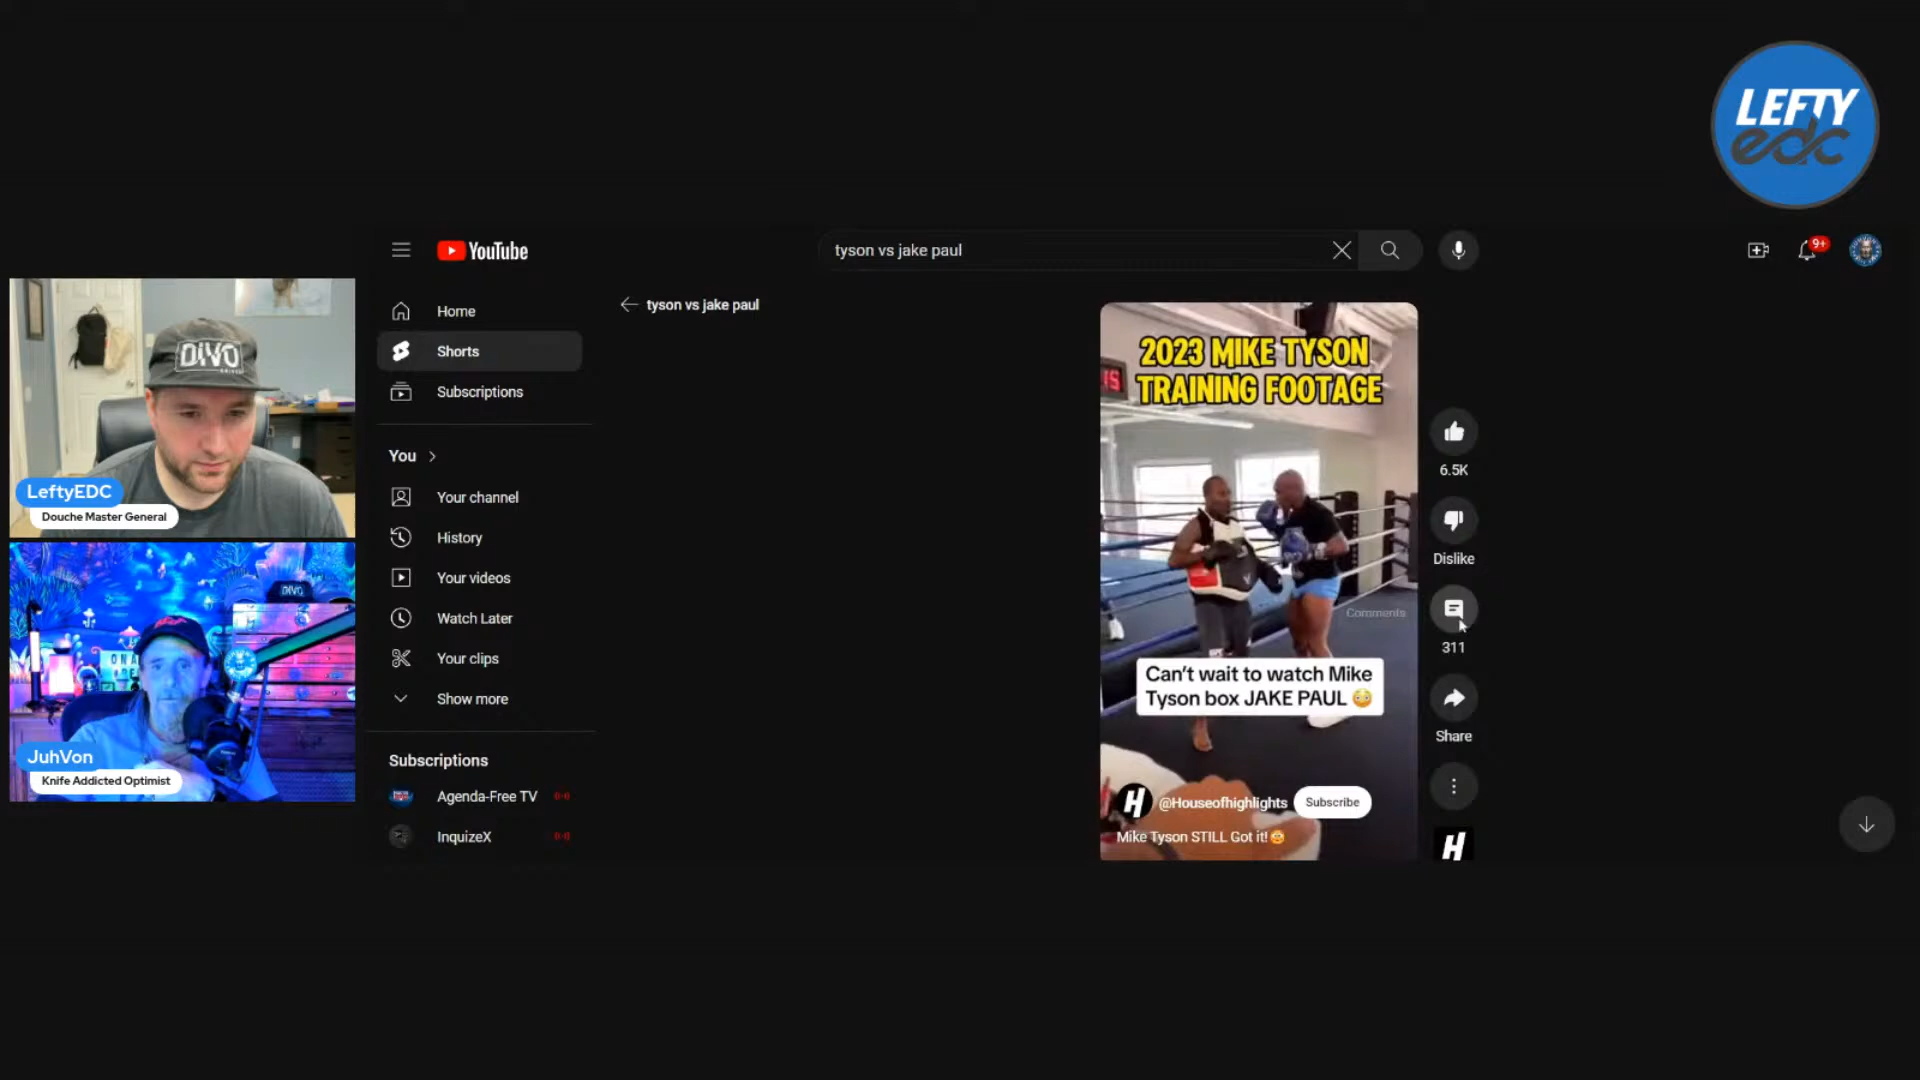 LEFTY
edc
YouTube
tyson vs jake paul
9+
Home
Shorts
Subscriptions
You
Your channel
History
Your videos
Watch Later
Your clips
Show more
Subscriptions
Agenda-Free TV
InquizeX
tyson vs jake paul
2023 MIKE TYSON
TRAINING FOOTAGE
15
Comments
Can't wait to watch Mike
Tyson box JAKE PAUL 😳
H
@Houseofhighlights
Subscribe
Mike Tyson STILL Got it!
6.5K
Dislike
311
Share
H
DIVO
LeftyEDC
Douche Master General
DIVO
JuhVon
Knife Addicted Optimist